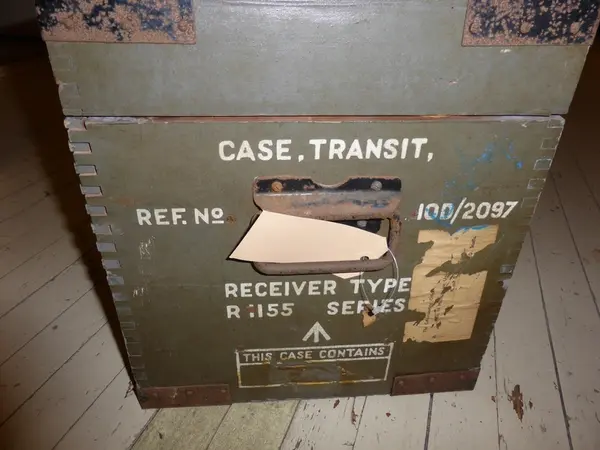 CASE, TRANSIT,
REF. No 10D/2097
RECEIVER TYPE
R 1155 SERIES
THIS CASE CONTAINS